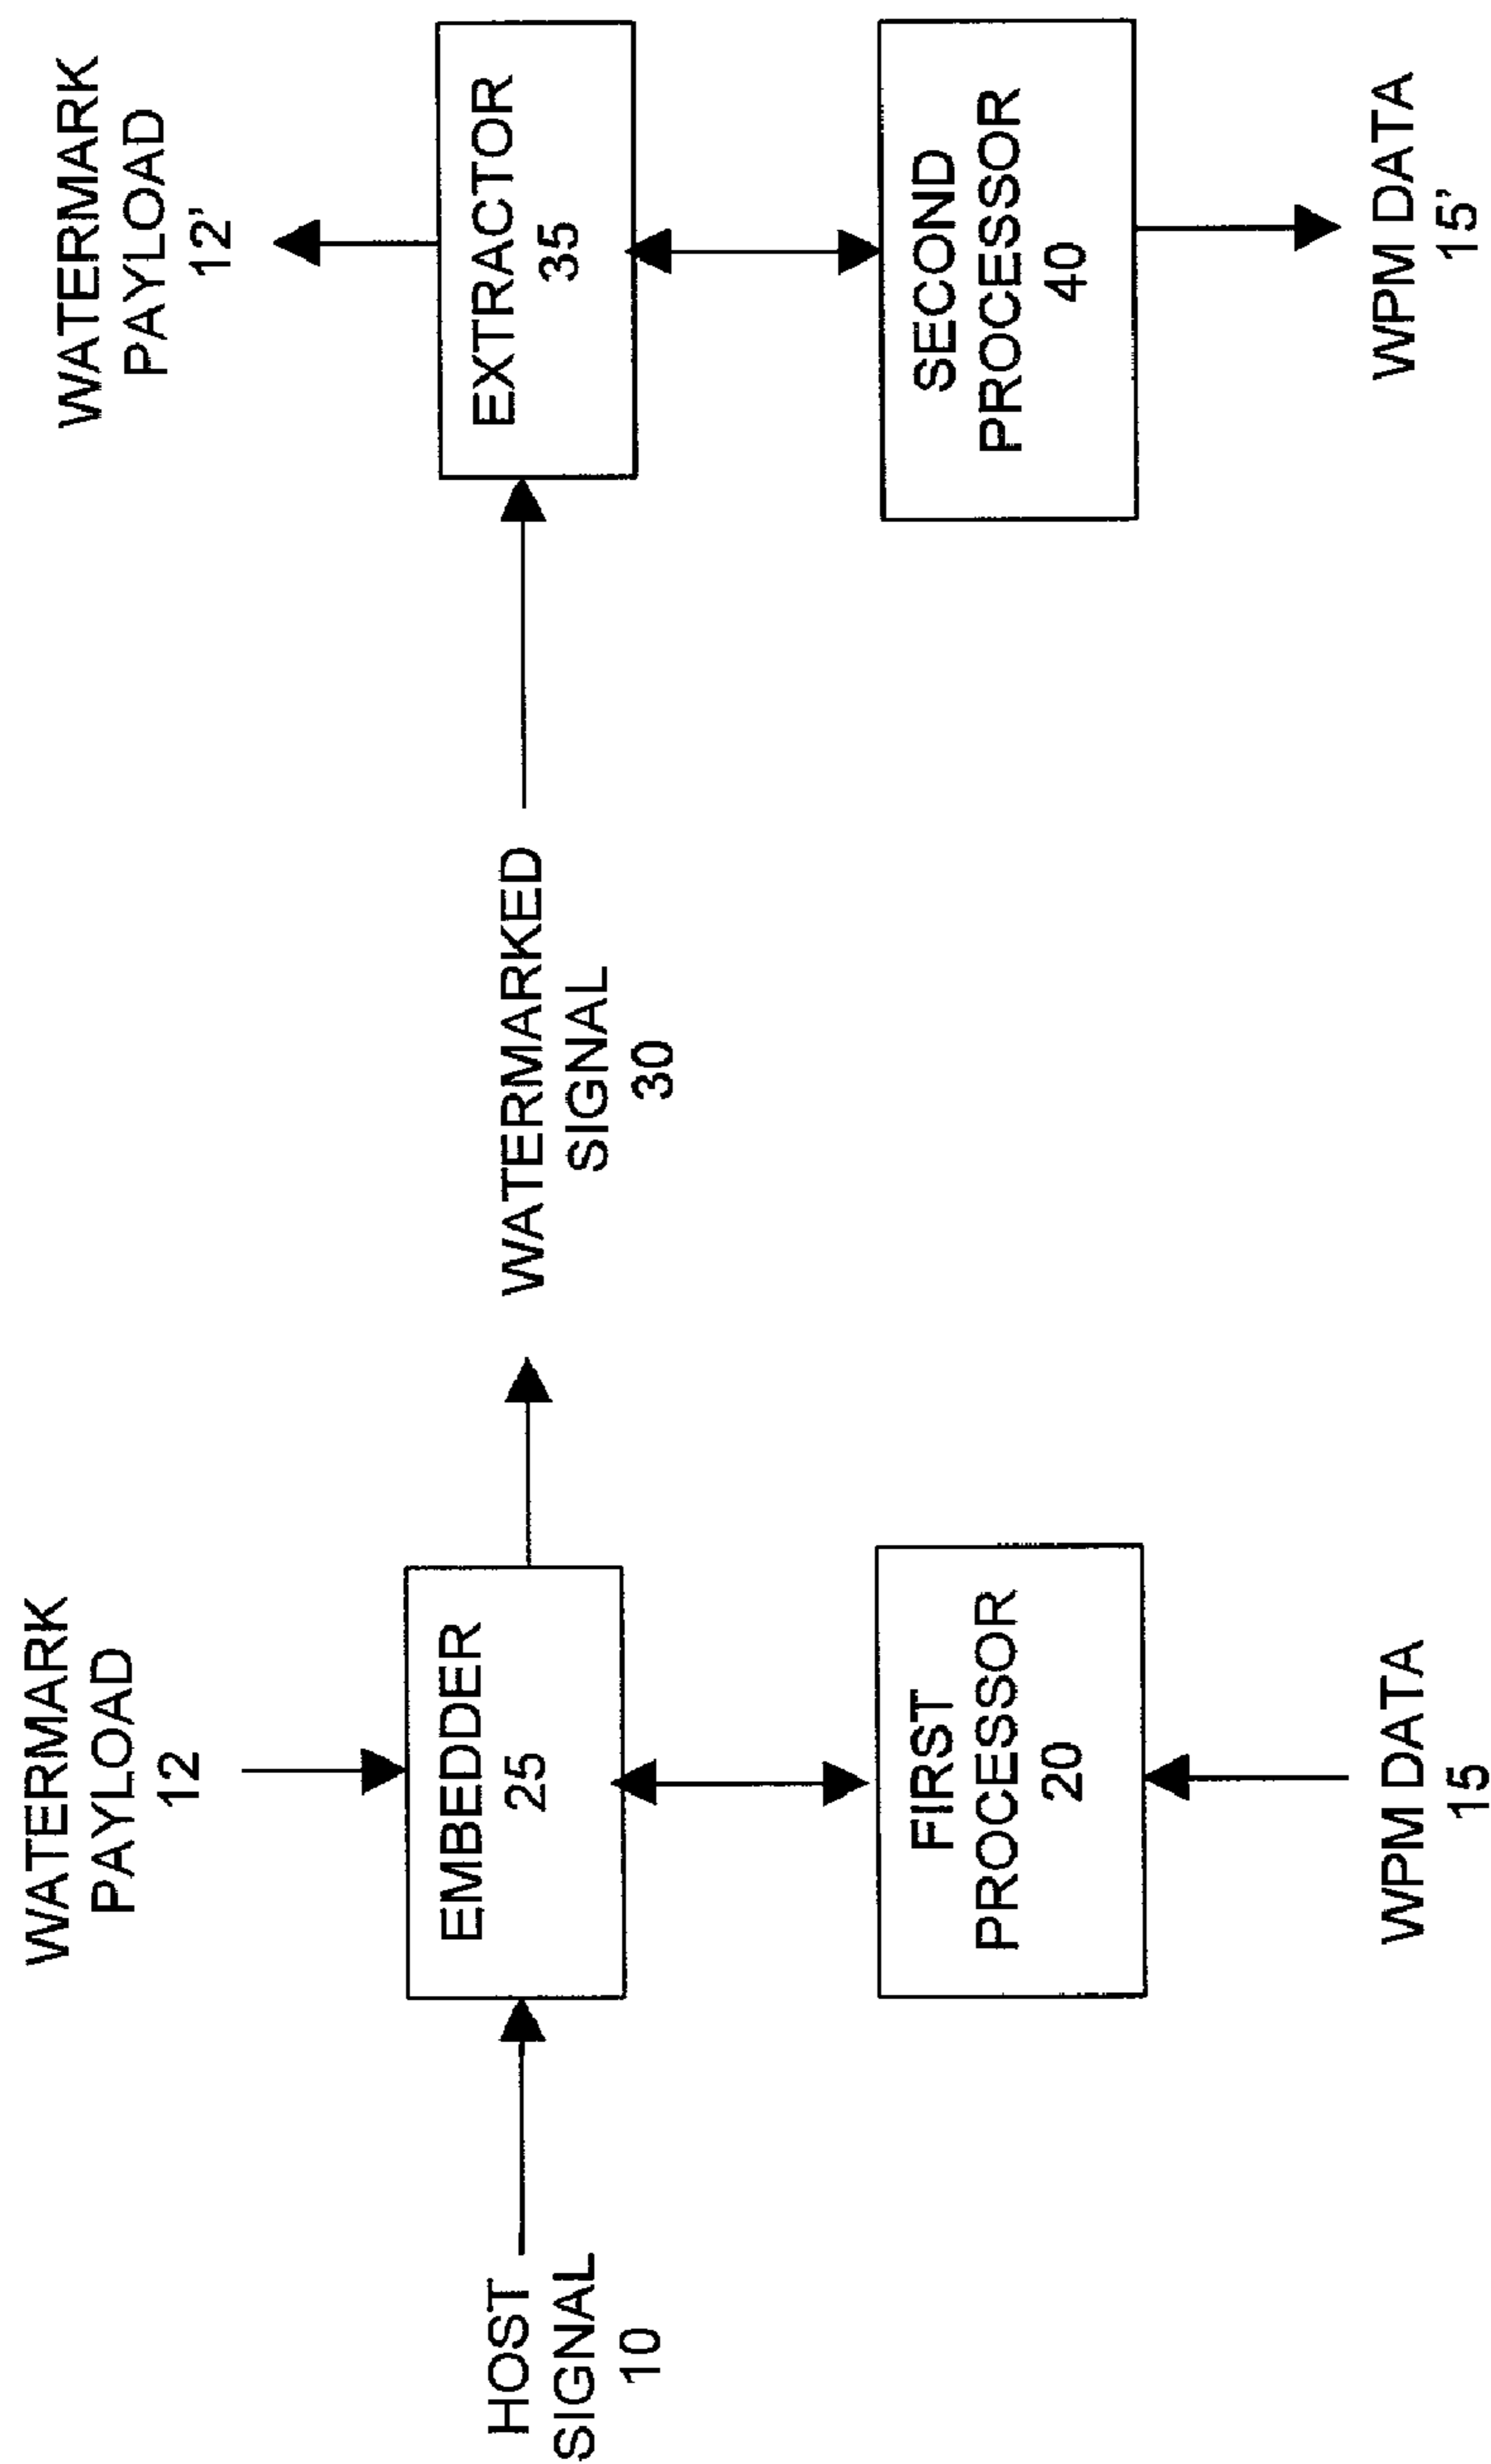 WATERMARK
PAYLOAD
12
HOST
SIGNAL
10
EMBEDDER
25
FIRST
PROCESSOR
20
WPM DATA
15
WATERMARKED
SIGNAL
30
WATERMARK
PAYLOAD
12'
EXTRACTOR
35
SECOND
PROCESSOR
40
WPM DATA
15'